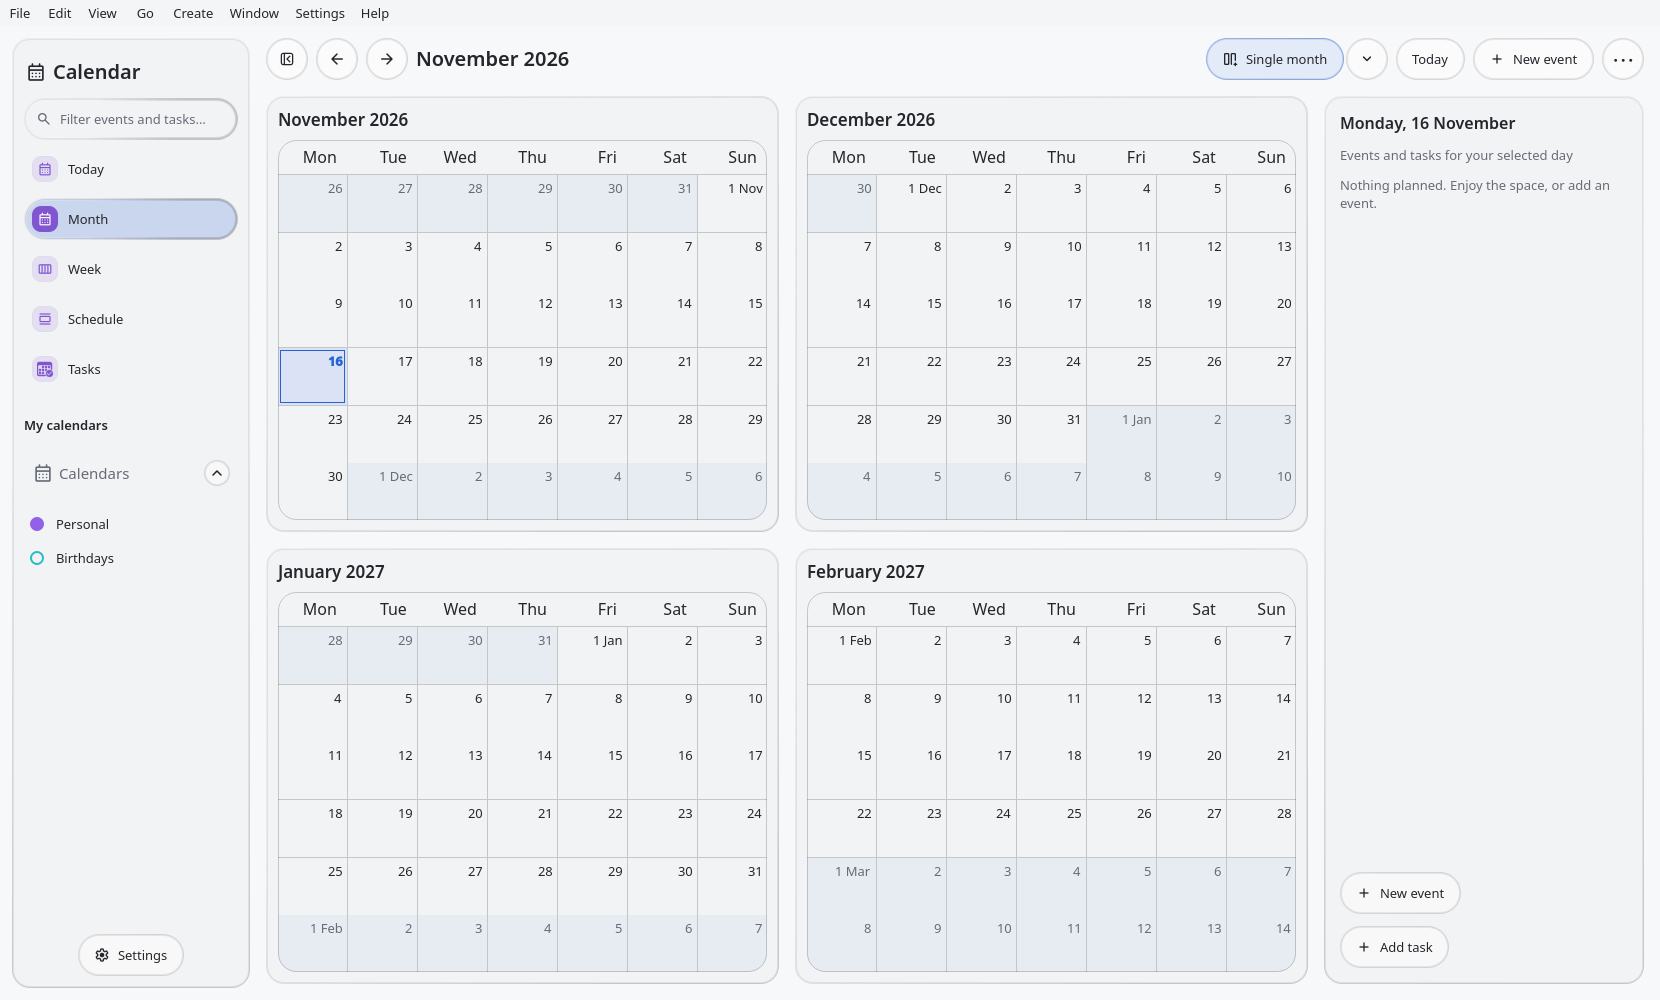 File Edit View Go Create Window Settings Help
Calendar
Filter events and tasks...
Today
Month
Week
Schedule
Tasks
My calendars
Calendars
Personal
Birthdays
Settings
November 2026
Single month
Today
New event
November 2026
Mon Tue Wed Thu Fri Sat Sun
26 27 28 29 30 31 1 Nov
2 3 4 5 6 7 8
9 10 11 12 13 14 15
16 17 18 19 20 21 22
23 24 25 26 27 28 29
30 1 Dec 2 3 4 5 6
December 2026
Mon Tue Wed Thu Fri Sat Sun
30 1 Dec 2 3 4 5 6
7 8 9 10 11 12 13
14 15 16 17 18 19 20
21 22 23 24 25 26 27
28 29 30 31 1 Jan 2 3
4 5 6 7 8 9 10
January 2027
Mon Tue Wed Thu Fri Sat Sun
28 29 30 31 1 Jan 2 3
4 5 6 7 8 9 10
11 12 13 14 15 16 17
18 19 20 21 22 23 24
25 26 27 28 29 30 31
1 Feb 2 3 4 5 6 7
February 2027
Mon Tue Wed Thu Fri Sat Sun
1 Feb 2 3 4 5 6 7
8 9 10 11 12 13 14
15 16 17 18 19 20 21
22 23 24 25 26 27 28
1 Mar 2 3 4 5 6 7
8 9 10 11 12 13 14
Monday, 16 November
Events and tasks for your selected day
Nothing planned. Enjoy the space, or add an
event.
New event
Add task